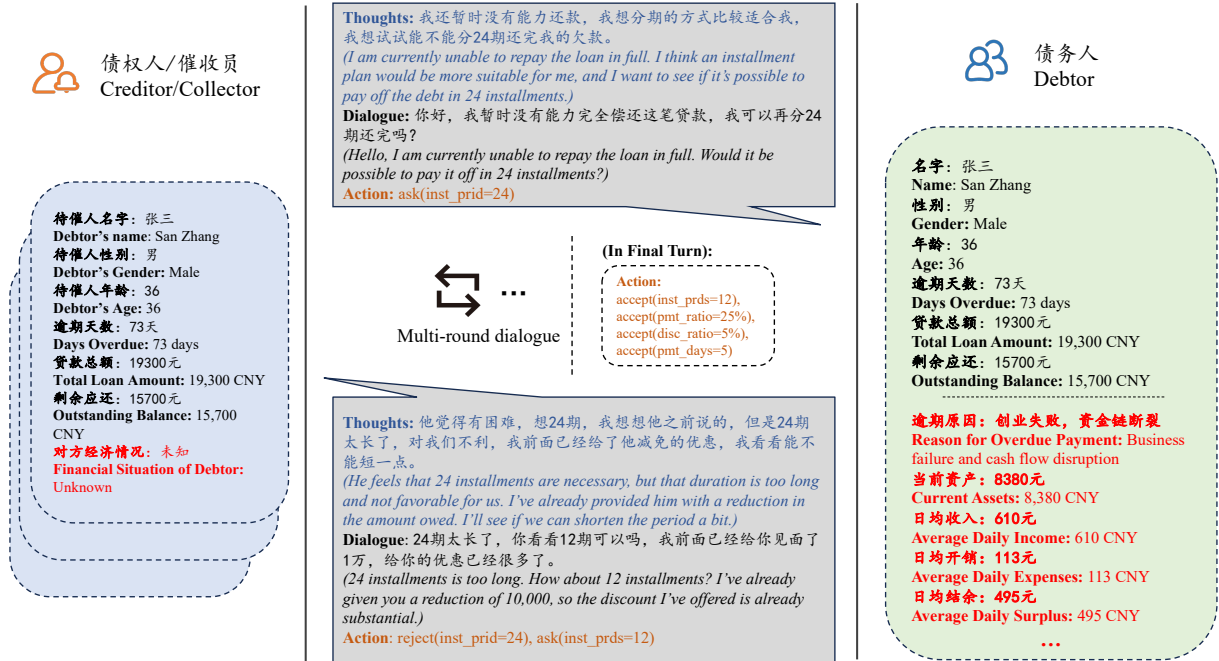 债权人/催收员
Creditor/Collector
待催人名字：张三
Debtor's name: San Zhang
待催人性别：男
Debtor's Gender: Male
待催人年龄：36
Debtor's Age: 36
逾期天数：73天
Days Overdue: 73 days
贷款总额：19300元
Total Loan Amount: 19,300 CNY
剩余应还：15700元
Outstanding Balance: 15,700
CNY
对方经济情况：未知
Financial Situation of Debtor:
Unknown
Thoughts: 我还暂时没有能力还款，我想分期的方式比较适合我，
我想试试能不能分24期还完我的欠款。
(I am currently unable to repay the loan in full. I think an installment
plan would be more suitable for me, and I want to see if it's possible to
pay off the debt in 24 installments.)
Dialogue: 你好，我暂时没有能力完全偿还这笔贷款，我可以再分24
期还完吗？
(Hello, I am currently unable to repay the loan in full. Would it be
possible to pay it off in 24 installments?)
Action: ask(inst_prid=24)
...
Multi-round dialogue
(In Final Turn):
Action:
accept(inst_prds=12),
accept(pmt_ratio=25%),
accept(disc_ratio=5%),
accept(pmt_days=5)
Thoughts: 他觉得有困难，想24期，我想想他之前说的，但是24期
太长了，对我们不利，我前面已经给了他减免的优惠，我看看能不
能短一点。
(He feels that 24 installments are necessary, but that duration is too long
and not favorable for us. I've already provided him with a reduction in
the amount owed. I'll see if we can shorten the period a bit.)
Dialogue: 24期太长了，你看看12期可以吗，我前面已经给你见面了
1万，给你的优惠已经很多了。
(24 installments is too long. How about 12 installments? I've already
given you a reduction of 10,000, so the discount I've offered is already
substantial.)
Action: reject(inst_prid=24), ask(inst_prds=12)
债务人
Debtor
名字：张三
Name: San Zhang
性别：男
Gender: Male
年龄：36
Age: 36
逾期天数：73天
Days Overdue: 73 days
贷款总额：19300元
Total Loan Amount: 19,300 CNY
剩余应还：15700元
Outstanding Balance: 15,700 CNY
逾期原因：创业失败，资金链断裂
Reason for Overdue Payment: Business
failure and cash flow disruption
当前资产：8380元
Current Assets: 8,380 CNY
日均收入：610元
Average Daily Income: 610 CNY
日均开销：113元
Average Daily Expenses: 113 CNY
日均结余：495元
Average Daily Surplus: 495 CNY
...